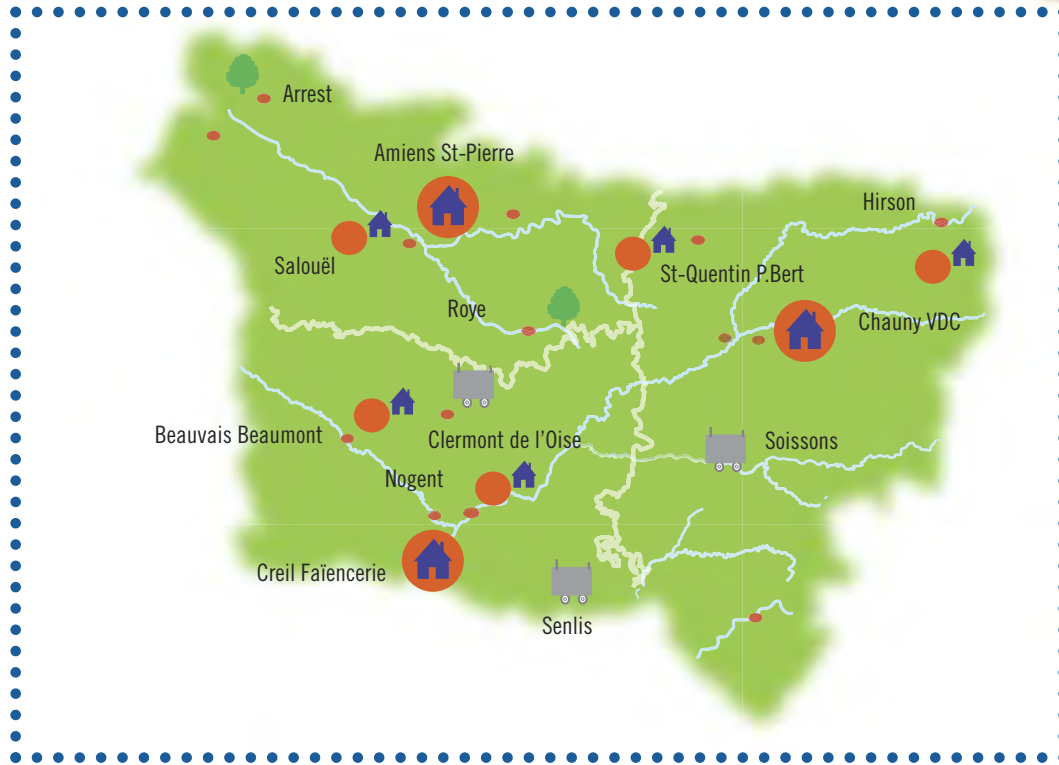 Arrest
Amiens St-Pierre
Hirson
Salouël
St-Quentin P.Bert
Roye
Chauny VDC
Beauvais Beaumont
Clermont de l'Oise
Soissons
Nogent
Creil Faïencerie
Senlis